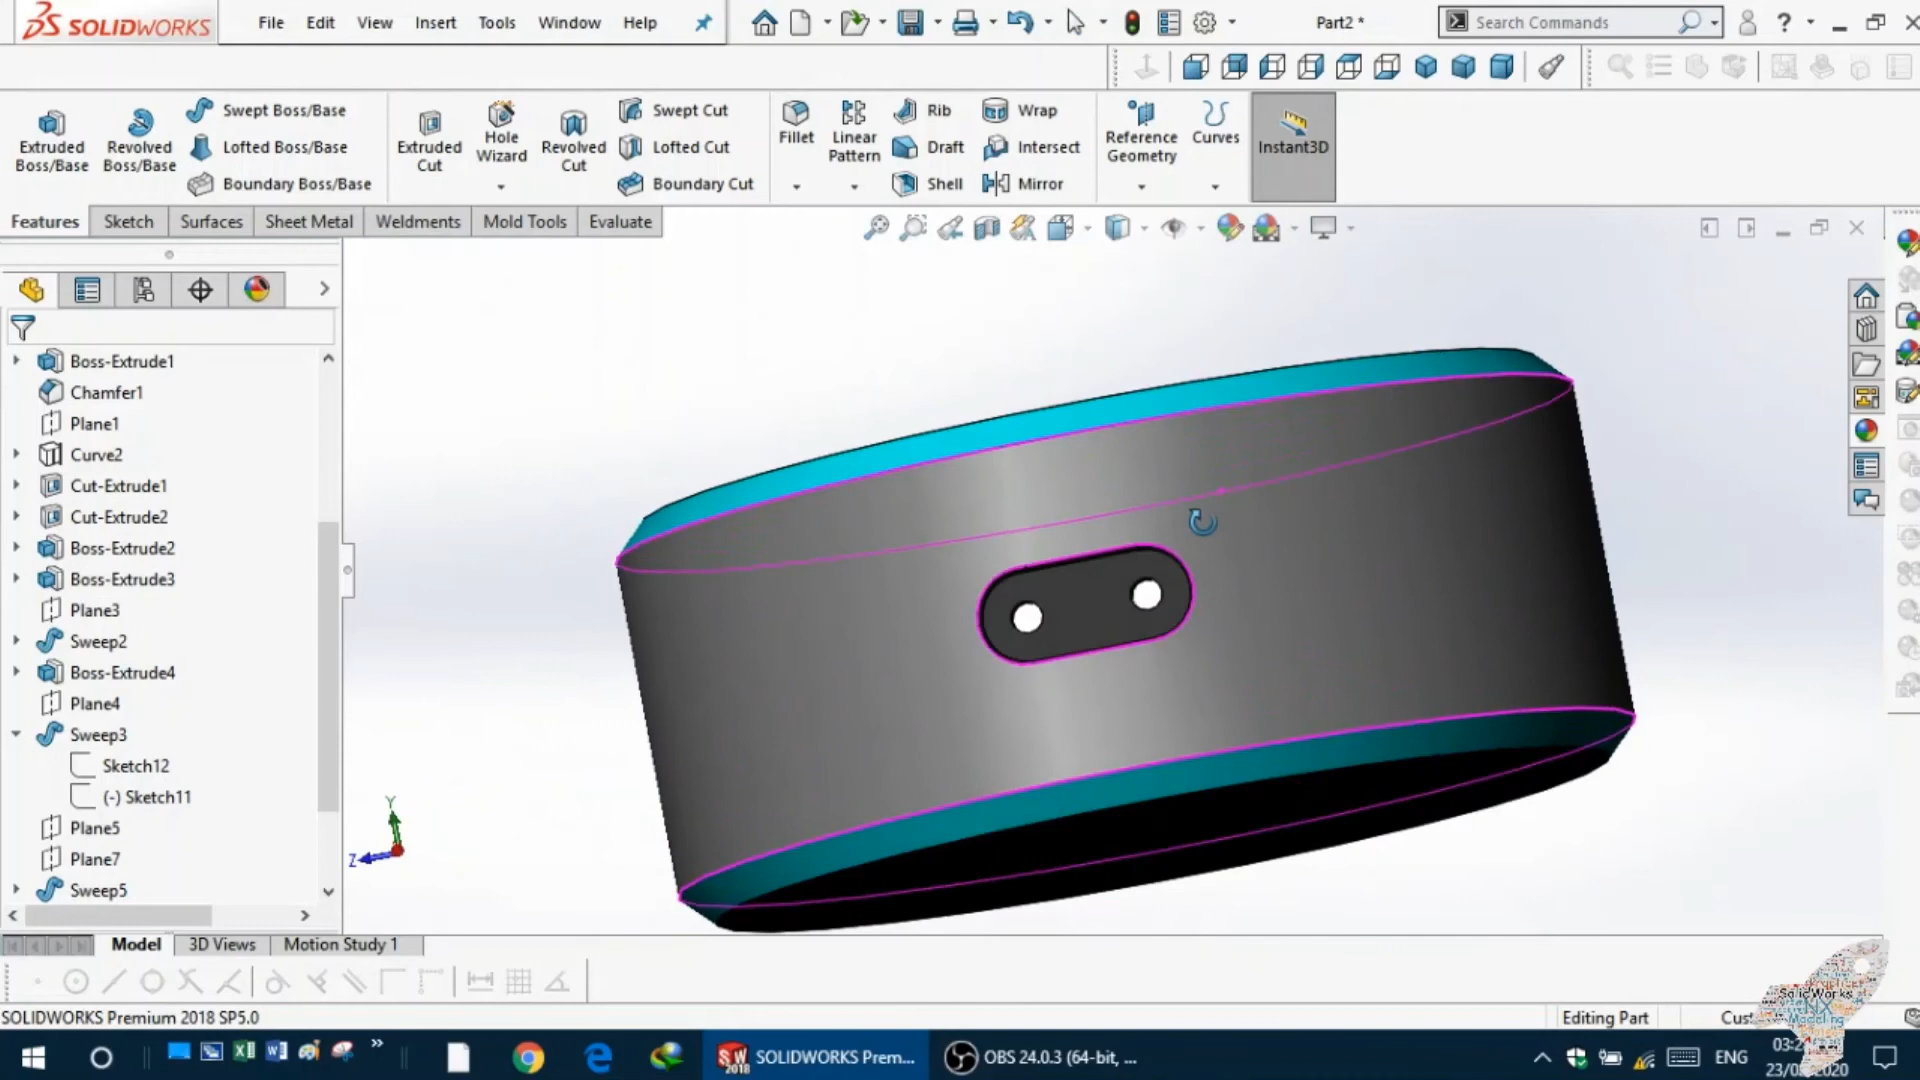 SOLIDWORKS File Edit View Insert Tools Window Help Part2 * Search Commands
Extruded Boss/Base
Revolved Boss/Base
Swept Boss/Base
Lofted Boss/Base
Boundary Boss/Base
Extruded Cut
Hole Wizard
Revolved Cut
Swept Cut
Lofted Cut
Boundary Cut
Fillet
Linear Pattern
Rib
Draft
Shell
Wrap
Intersect
Mirror
Reference Geometry
Curves
Instant3D
Features Sketch Surfaces Sheet Metal Weldments Mold Tools Evaluate
Boss-Extrude1
Chamfer1
Plane1
Curve2
Cut-Extrude1
Cut-Extrude2
Boss-Extrude2
Boss-Extrude3
Plane3
Sweep2
Boss-Extrude4
Plane4
Sweep3
Sketch12
(-) Sketch11
Plane5
Plane7
Sweep5
Y
Z
Model 3D Views Motion Study 1
SolidWorks
NX
Modeling
SOLIDWORKS Premium 2018 SP5.0 Editing Part
SOLIDWORKS Prem... OBS 24.0.3 (64-bit, ... ENG